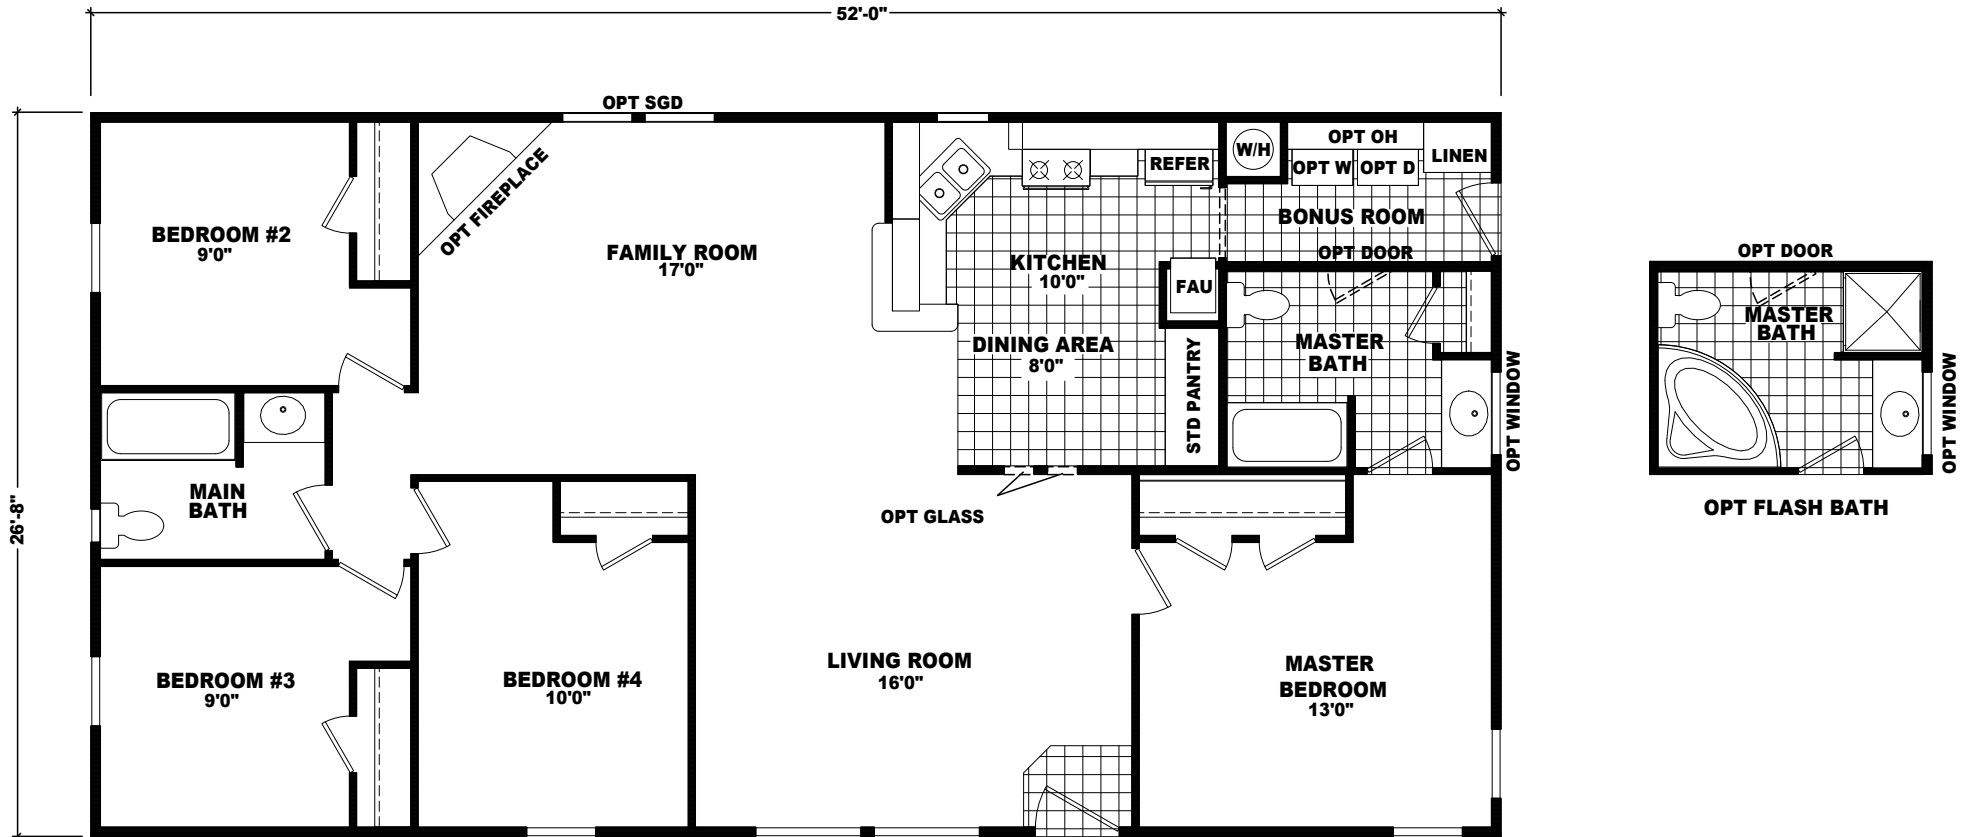 52'-0"
26'-8"
OPT SGD
BEDROOM #2
9'0"
OPT FIREPLACE
FAMILY ROOM
17'0"
KITCHEN
10'0"
REFER
W/H
OPT OH
OPT W
OPT D
LINEN
BONUS ROOM
OPT DOOR
FAU
DINING AREA
8'0"
STD PANTRY
MASTER
BATH
OPT WINDOW
MAIN
BATH
OPT GLASS
BEDROOM #3
9'0"
BEDROOM #4
10'0"
LIVING ROOM
16'0"
MASTER
BEDROOM
13'0"
OPT DOOR
MASTER
BATH
OPT WINDOW
OPT FLASH BATH